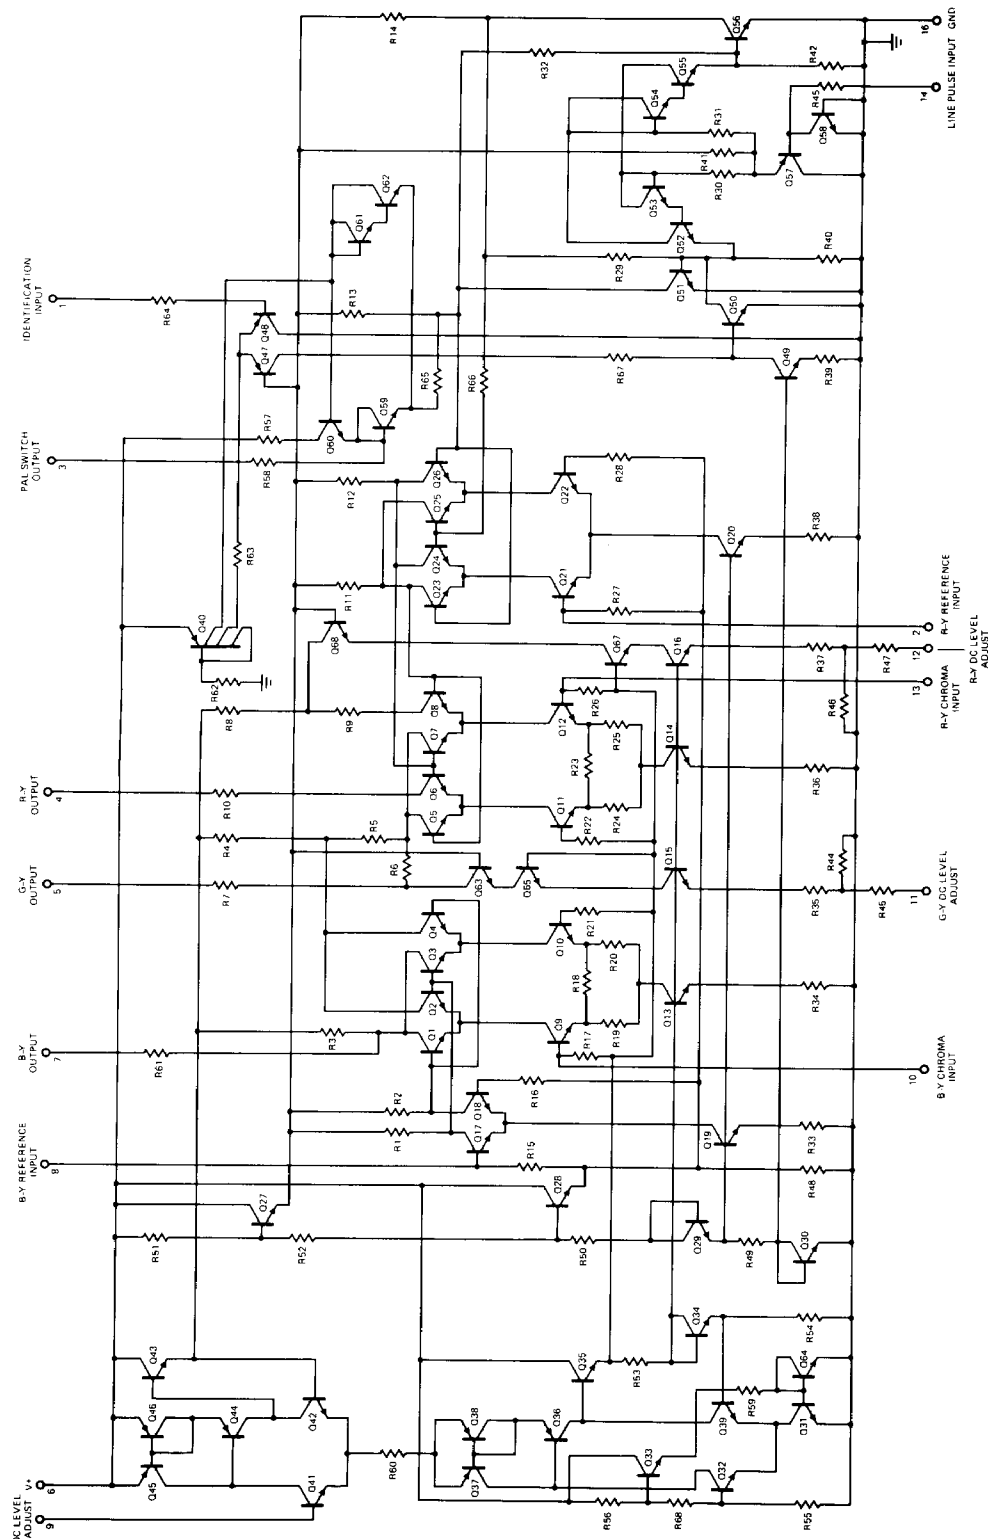 LEVEL
ADJUST
9
V+
6
B-Y REFERENCE
INPUT
8
B-Y
OUTPUT
7
G-Y
OUTPUT
5
R-Y
OUTPUT
4
PAL SWITCH
OUTPUT
3
IDENTIFICATION
INPUT
1
Q45
Q46
Q43
Q44
Q41
Q42
R60
Q37
Q38
Q36
Q35
R53
Q33
R56
R68
R55
Q32
Q39
Q31
R59
Q64
Q34
R54
R51
Q27
R52
Q28
R50
Q29
R49
Q30
R48
R15
R1
R2
Q17
Q18
R16
Q19
R33
R61
R3
Q1
Q2
Q3
Q4
Q9
Q10
R17
R18
R19
R20
R21
Q13
R34
R7
R4
R5
R6
Q63
Q65
Q15
R35
R44
R45
R10
R8
R9
Q5
Q6
Q7
Q8
Q11
Q12
R22
R23
R24
R25
R26
Q14
R36
R62
Q40
R63
Q68
Q67
Q16
R37
R46
R47
R11
R12
Q23
Q24
Q25
Q26
Q21
Q22
R27
R28
Q20
R38
R58
R57
Q60
Q59
R65
R66
R64
Q47
Q48
R13
Q61
Q62
R67
Q49
R39
Q50
Q51
R29
R40
Q52
Q53
R30
R41
R31
Q54
Q55
Q57
Q58
R45
R42
R32
R14
Q56
10
B-Y CHROMA
INPUT
11
G-Y DC LEVEL
ADJUST
13
R-Y CHROMA
INPUT
12
R-Y DC LEVEL
ADJUST
2
R-Y REFERENCE
INPUT
14
LINE PULSE INPUT
16
GND